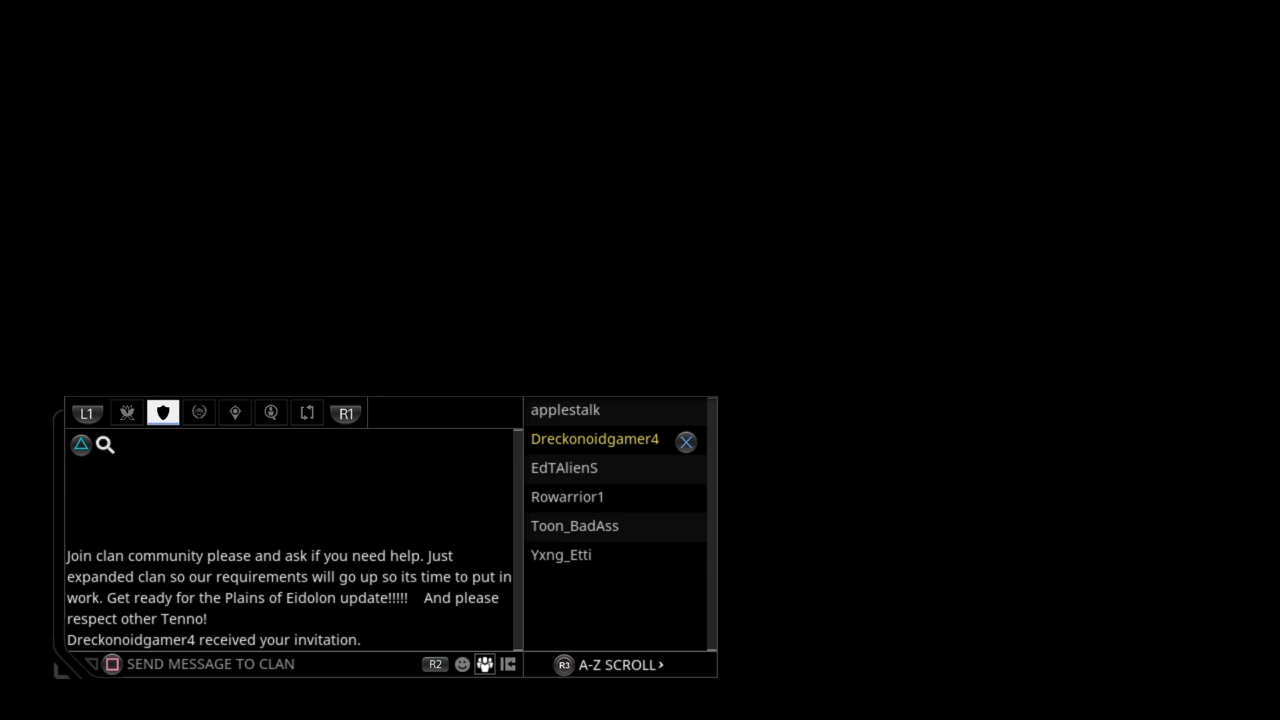 L1
R1
Join clan community please and ask if you need help. Just
expanded clan so our requirements will go up so its time to put in
work. Get ready for the Plains of Eidolon update!!!!!    And please
respect other Tenno!
Dreckonoidgamer4 received your invitation.
SEND MESSAGE TO CLAN
R2
applestalk
Dreckonoidgamer4
EdTAlienS
Rowarrior1
Toon_BadAss
Yxng_Etti
R3 A-Z SCROLL›